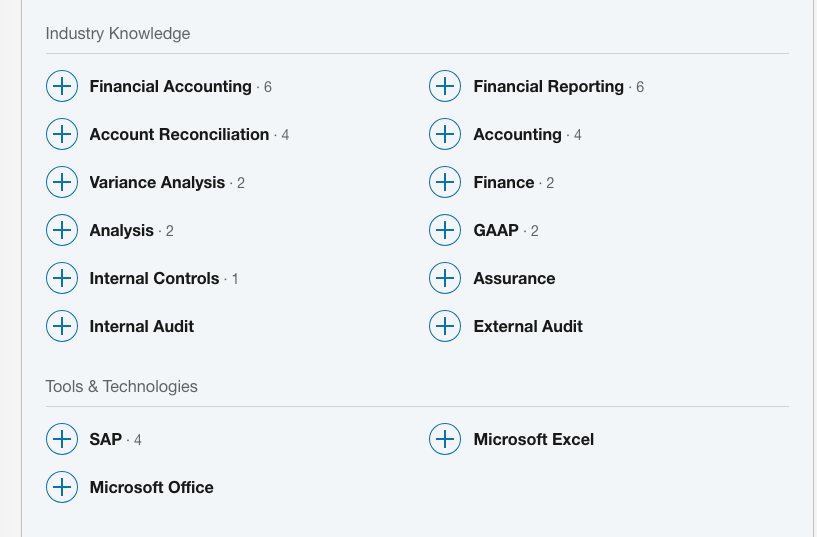 Industry Knowledge
Financial Accounting · 6
Financial Reporting · 6
Account Reconciliation · 4
Accounting · 4
Variance Analysis · 2
Finance · 2
Analysis · 2
GAAP · 2
Internal Controls · 1
Assurance
Internal Audit
External Audit
Tools & Technologies
SAP · 4
Microsoft Excel
Microsoft Office